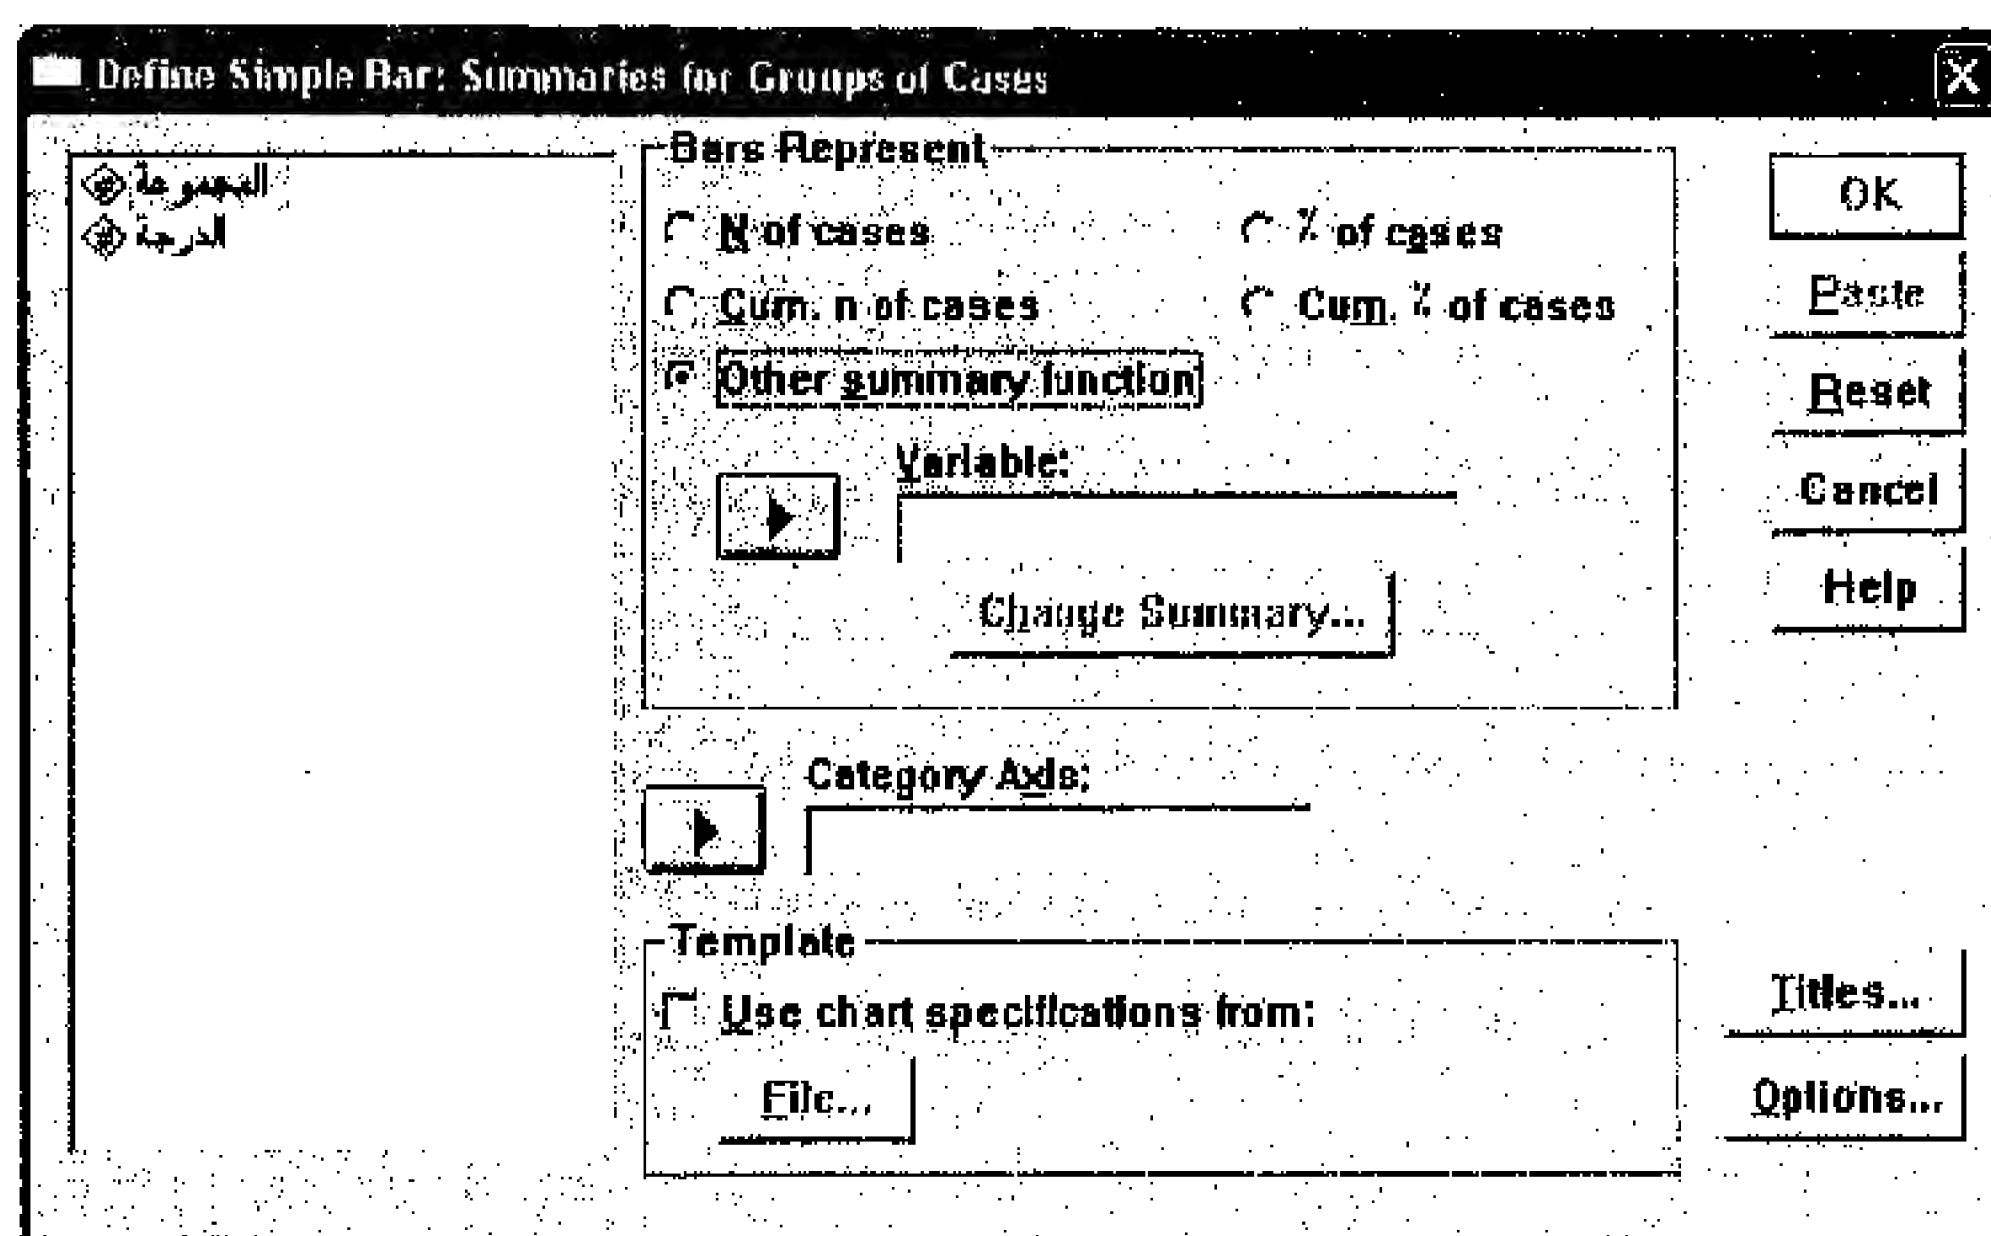 Define Simple Bar: Summaries for Groups of Cases
المجموعة
الدرجة
Bars Represent
N of cases
% of cases
Cum. n of cases
Cum. % of cases
Other summary function
Variable:
Change Summary...
Category Axis:
Template
Use chart specifications from:
File...
OK
Paste
Reset
Cancel
Help
Titles...
Options...